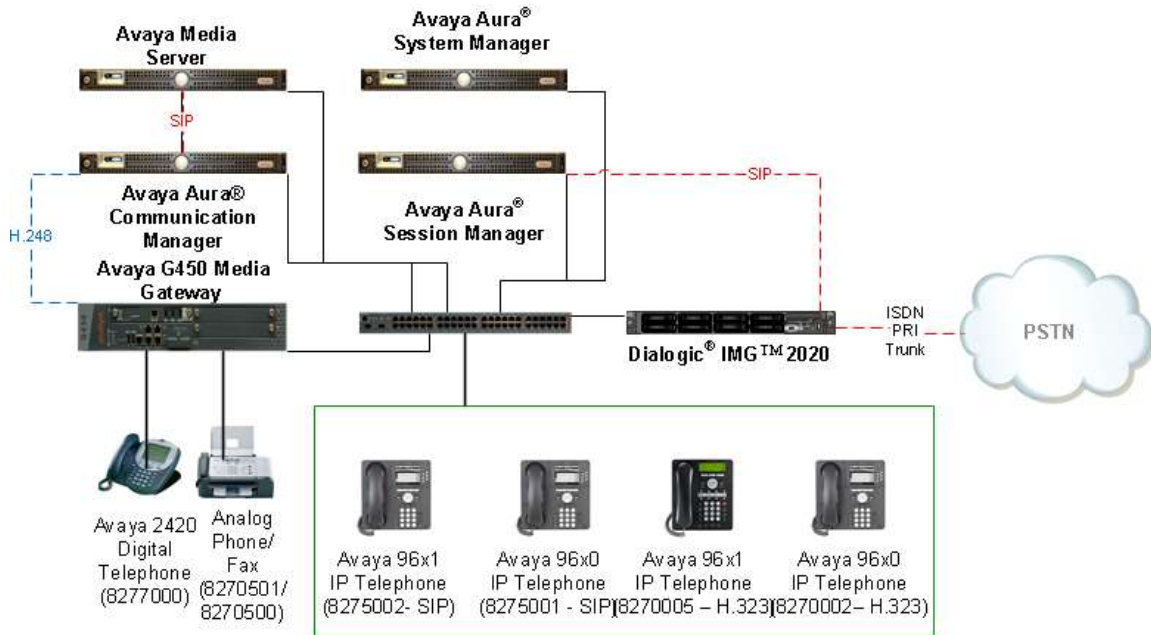 Avaya Media
Server
Avaya Aura®
System Manager
SIP
Avaya Aura®
Communication
Manager
Avaya Aura®
Session Manager
SIP
H.248
Avaya G450 Media
Gateway
Dialogic® IMG™ 2020
ISDN
PRI
Trunk
PSTN
Avaya 2420
Digital
Telephone
(8277000)
Analog
Phone/
Fax
(8270501/
8270500)
Avaya 96x1
IP Telephone
(8275002- SIP)
Avaya 96x0
IP Telephone
(8275001 - SIP)
Avaya 96x1
IP Telephone
(8270005 – H.323)
Avaya 96x0
IP Telephone
(8270002– H.323)